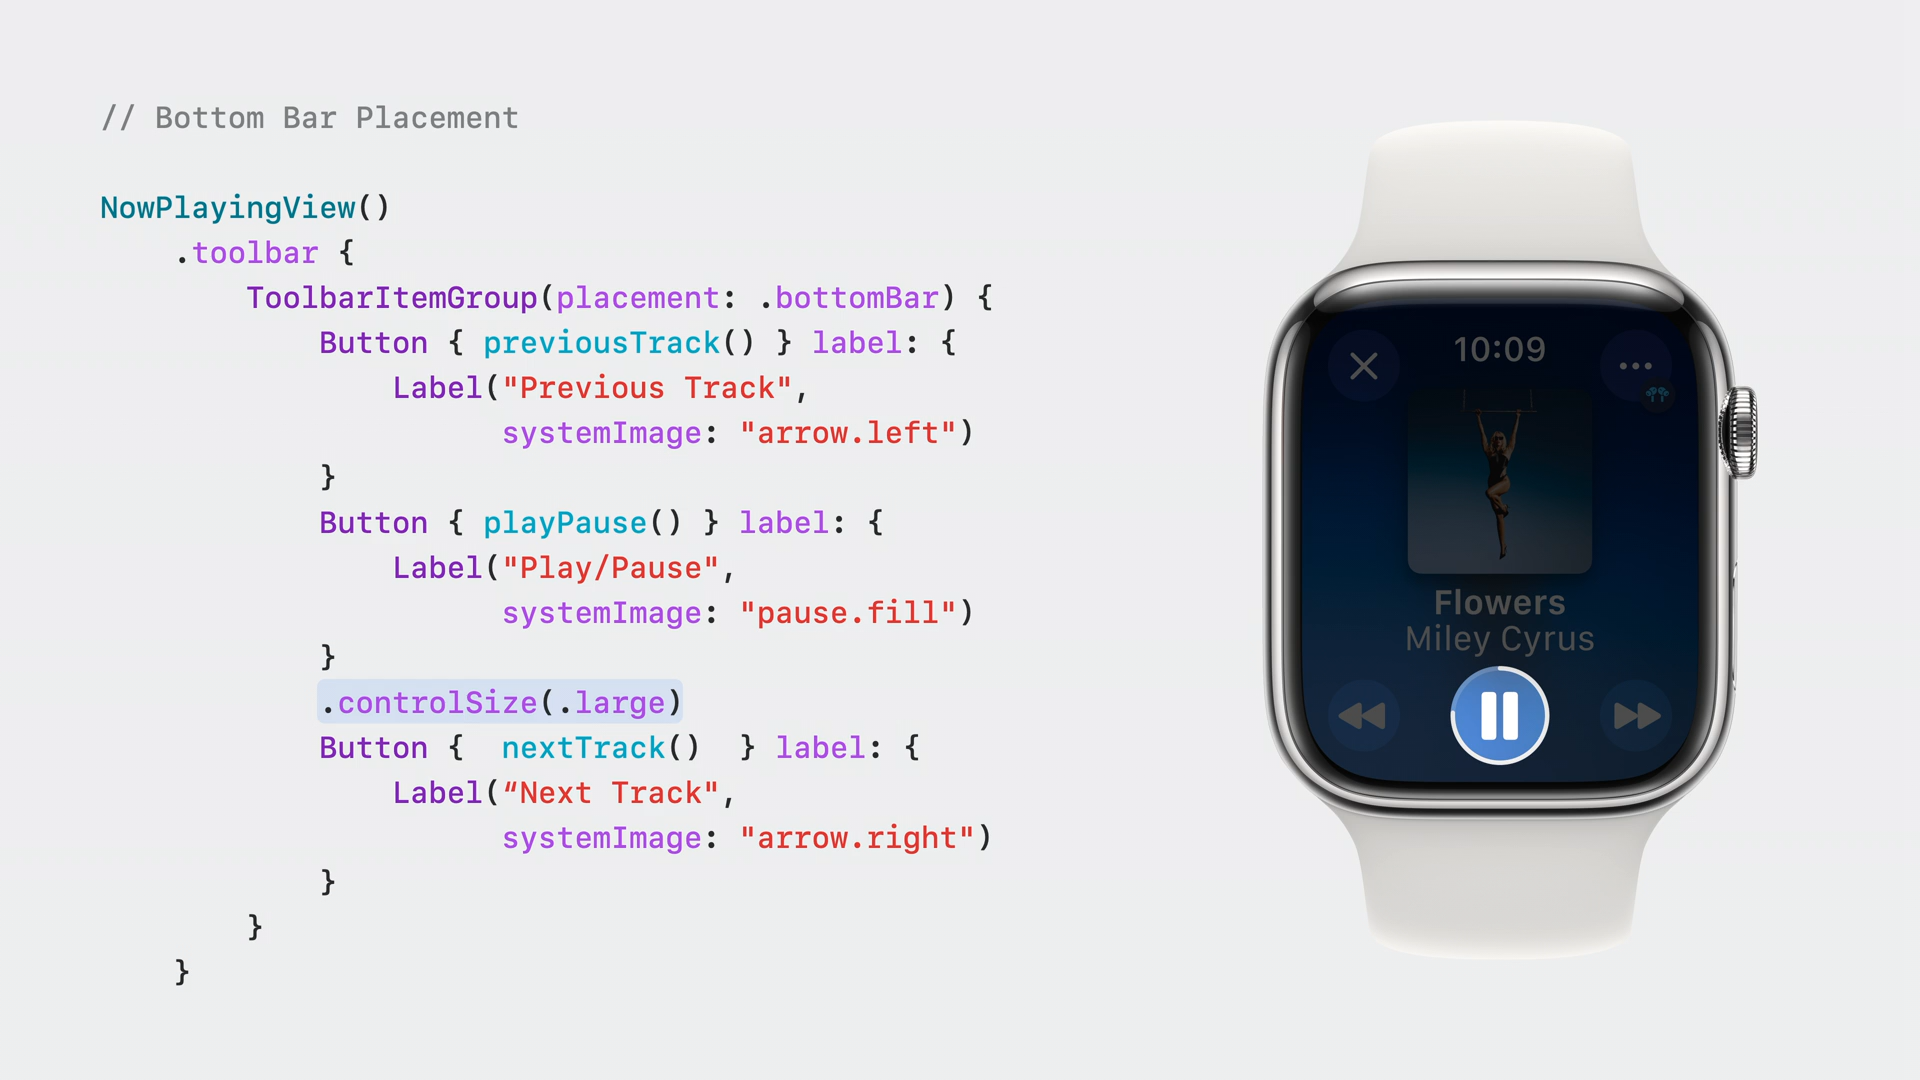 // Bottom Bar Placement
NowPlayingView()
.toolbar {
ToolbarItemGroup(placement: .bottomBar) {
Button { previousTrack() } label: {
Label("Previous Track",
systemImage: "arrow.left")
}
Button { playPause() } label: {
Label("Play/Pause",
systemImage: "pause.fill")
}
.controlSize(.large)
Button {  nextTrack()  } label: {
Label(“Next Track",
systemImage: "arrow.right")
}
}
}
10:09
Flowers
Miley Cyrus